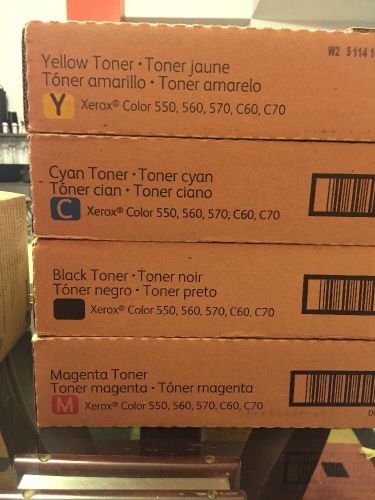 W2 5 114 1
Yellow Toner • Toner jaune
Tóner amarillo • Toner amarelo
Y Xerox® Color 550, 560, 570, C60, C70
Cyan Toner • Toner cyan
Tóner cian • Toner ciano
C Xerox® Color 550, 560, 570, C60, C70
Black Toner • Toner noir
Tóner negro • Toner preto
Xerox® Color 550, 560, 570, C60, C70
Magenta Toner
Toner magenta • Tóner magenta
M Xerox® Color 550, 560, 570, C60, C70